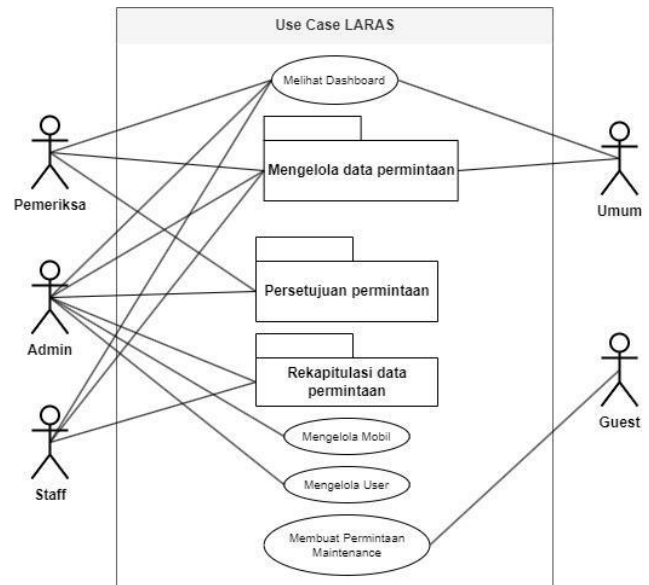 Use Case LARAS
Melihat Dashboard
Mengelola data permintaan
Pemeriksa
Umum
Persetujuan permintaan
Admin
Rekapitulasi data
permintaan
Guest
Mengelola Mobil
Staff
Mengelola User
Membuat Permintaan
Maintenance